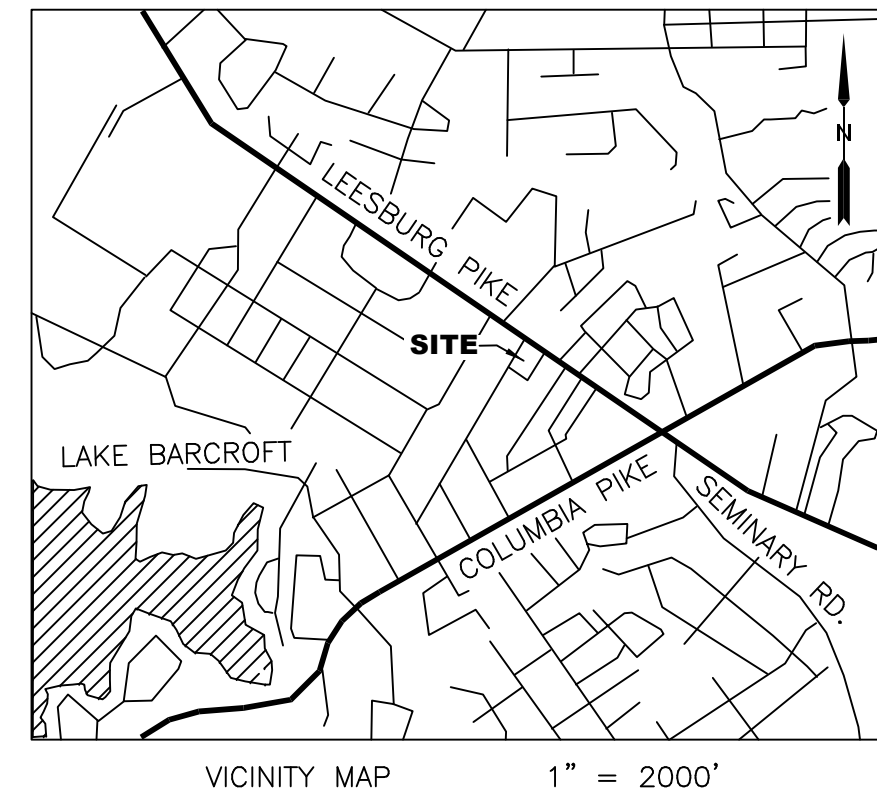 N
LEESBURG PIKE
SITE
LAKE BARCROFT
COLUMBIA PIKE
SEMINARY RD.
VICINITY MAP 1” = 2000’